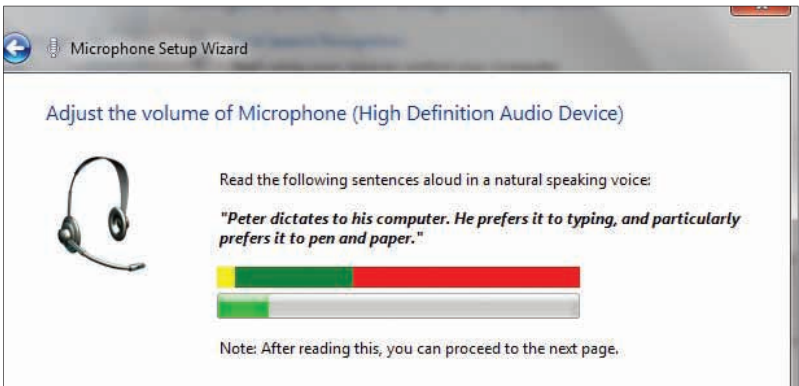 Microphone Setup Wizard
Adjust the volume of Microphone (High Definition Audio Device)
Read the following sentences aloud in a natural speaking voice:
"Peter dictates to his computer. He prefers it to typing, and particularly
prefers it to pen and paper."
Note: After reading this, you can proceed to the next page.